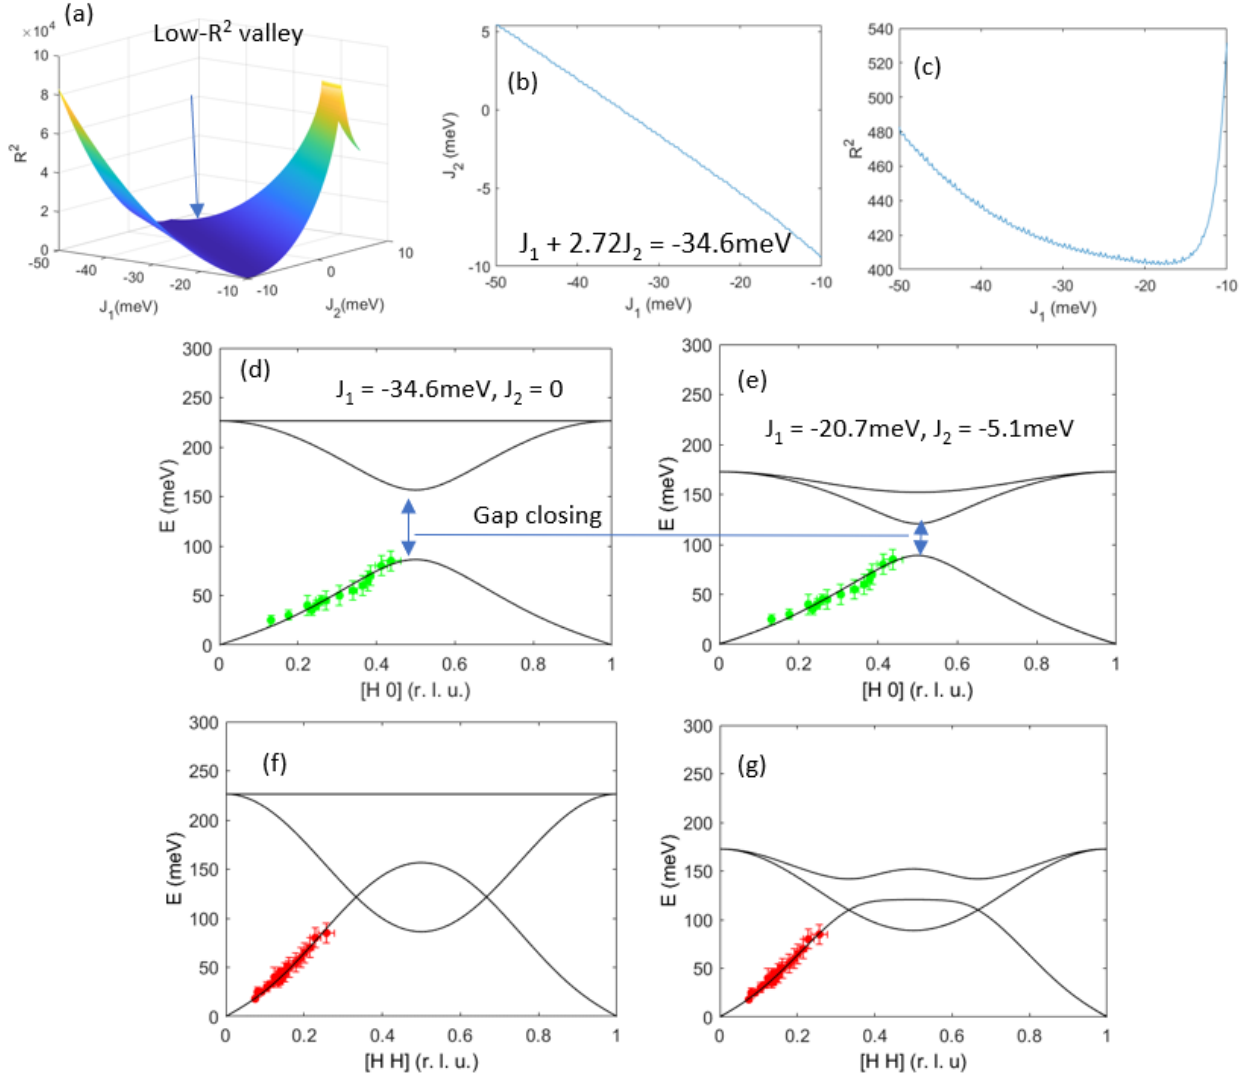 (a)
Low-R² valley
×10⁴
10
8
6
4
2
0
R²
-50
-40
-30
-20
-10
J₁(meV)
-10
0
10
J₂(meV)
(b)
5
0
-5
-10
J₂ (meV)
J₁ + 2.72J₂ = -34.6meV
-50 -40 -30 -20 -10
J₁ (meV)
(c)
540
520
500
480
460
440
420
400
R²
-50 -40 -30 -20 -10
J₁ (meV)
(d)
J₁ = -34.6meV, J₂ = 0
300
250
200
150
100
50
0
E (meV)
0 0.2 0.4 0.6 0.8 1
[H 0] (r. l. u.)
Gap closing
(e)
J₁ = -20.7meV, J₂ = -5.1meV
300
250
200
150
100
50
0
E (meV)
0 0.2 0.4 0.6 0.8 1
[H 0] (r. l. u.)
(f)
300
250
200
150
100
50
0
E (meV)
0 0.2 0.4 0.6 0.8 1
[H H] (r. l. u.)
(g)
300
250
200
150
100
50
0
E (meV)
0 0.2 0.4 0.6 0.8 1
[H H] (r. l. u)